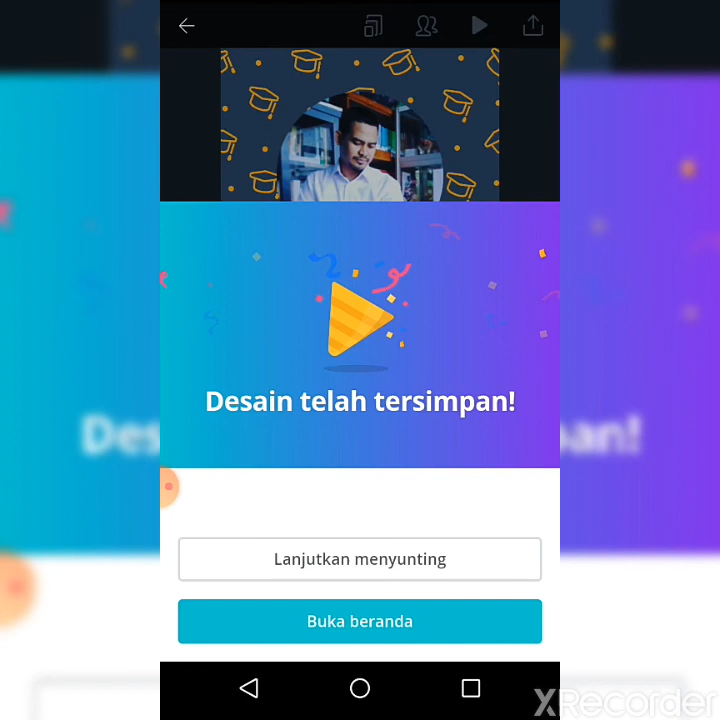 Desain telah tersimpan!
Lanjutkan menyunting
Buka beranda
XRecorder